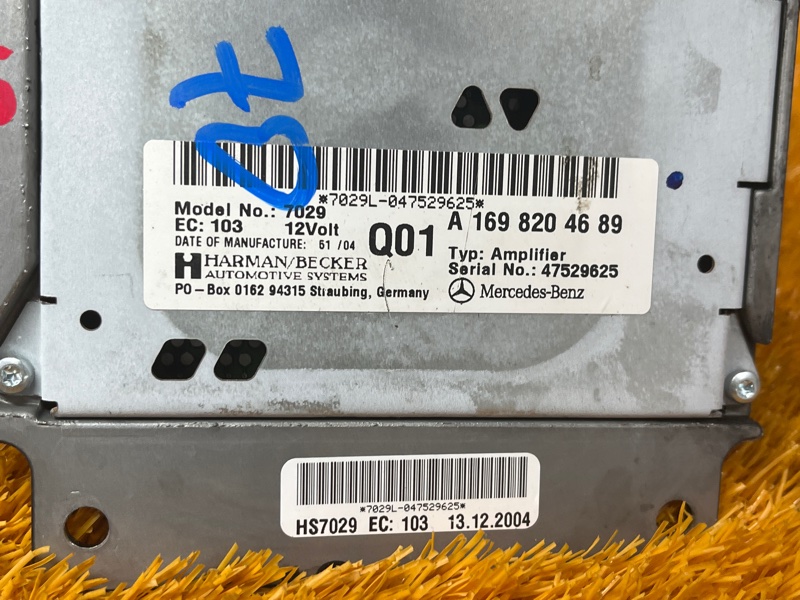 *7029L-047529625*
Model No.: 7029
EC: 103 12Volt
DATE OF MANUFACTURE: 51 /04
Q01
HARMAN/BECKER
AUTOMOTIVE SYSTEMS
PO-Box 0162 94315 Straubing, Germany
A 169 820 46 89
Typ: Amplifier
Serial No.: 47529625
Mercedes-Benz
*7029L-047529625*
HS7029 EC: 103 13.12.2004